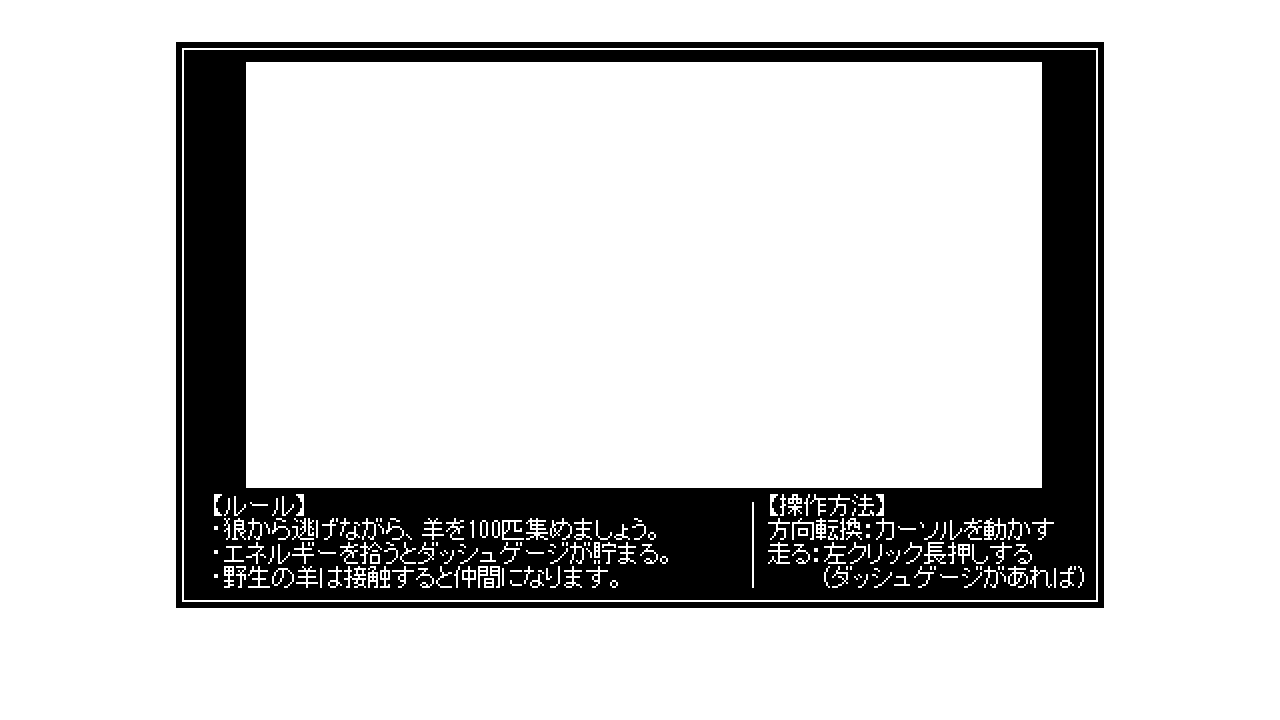 【ルール】
・狼から逃げながら、羊を100匹集めましょう。
・エネルギーを拾うとダッシュゲージが貯まる。
・野生の羊は接触すると仲間になります。
【操作方法】
方向転換：カーソルを動かす
走る：左クリック長押しする
（ダッシュゲージがあれば）